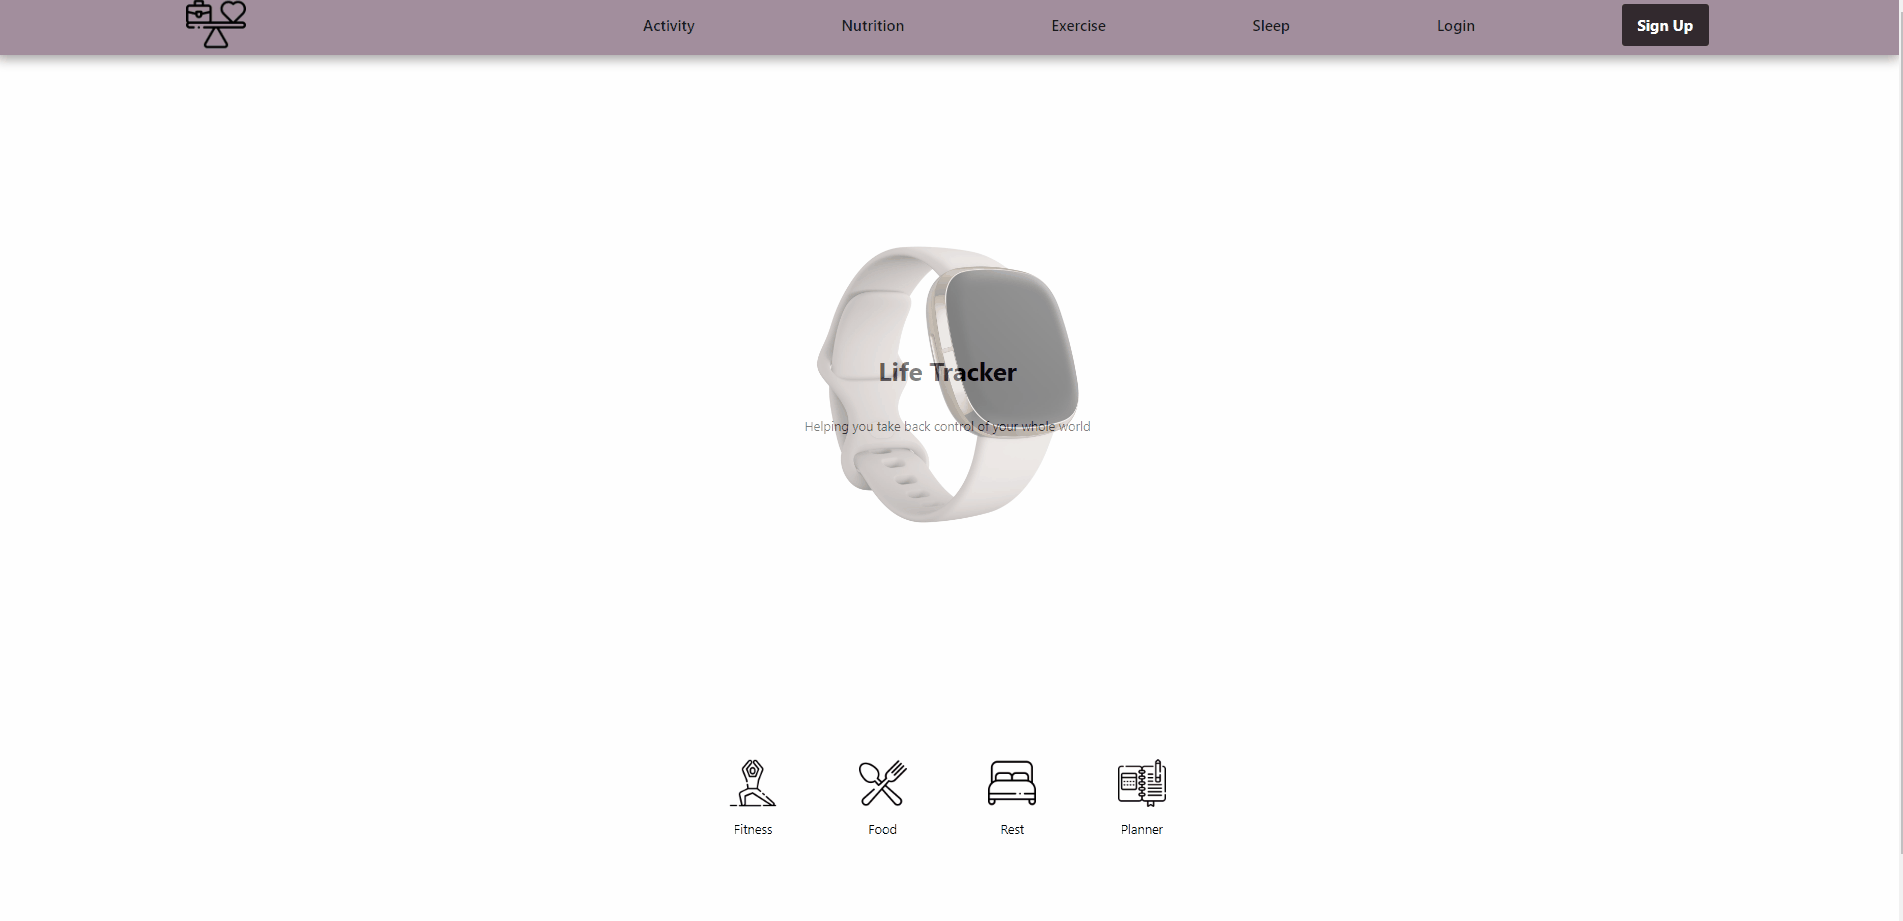 Activity Nutrition Exercise Sleep Login Sign Up
Life Tracker
Helping you take back control of your whole world
Fitness Food Rest Planner